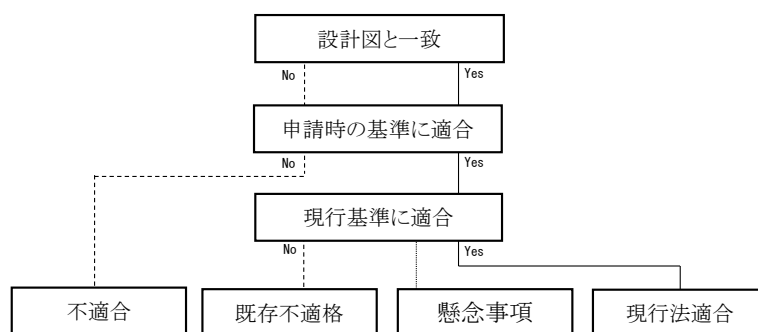 設計図と一致
No Yes
申請時の基準に適合
No Yes
現行基準に適合
No Yes
不適合 既存不適格 懸念事項 現行法適合